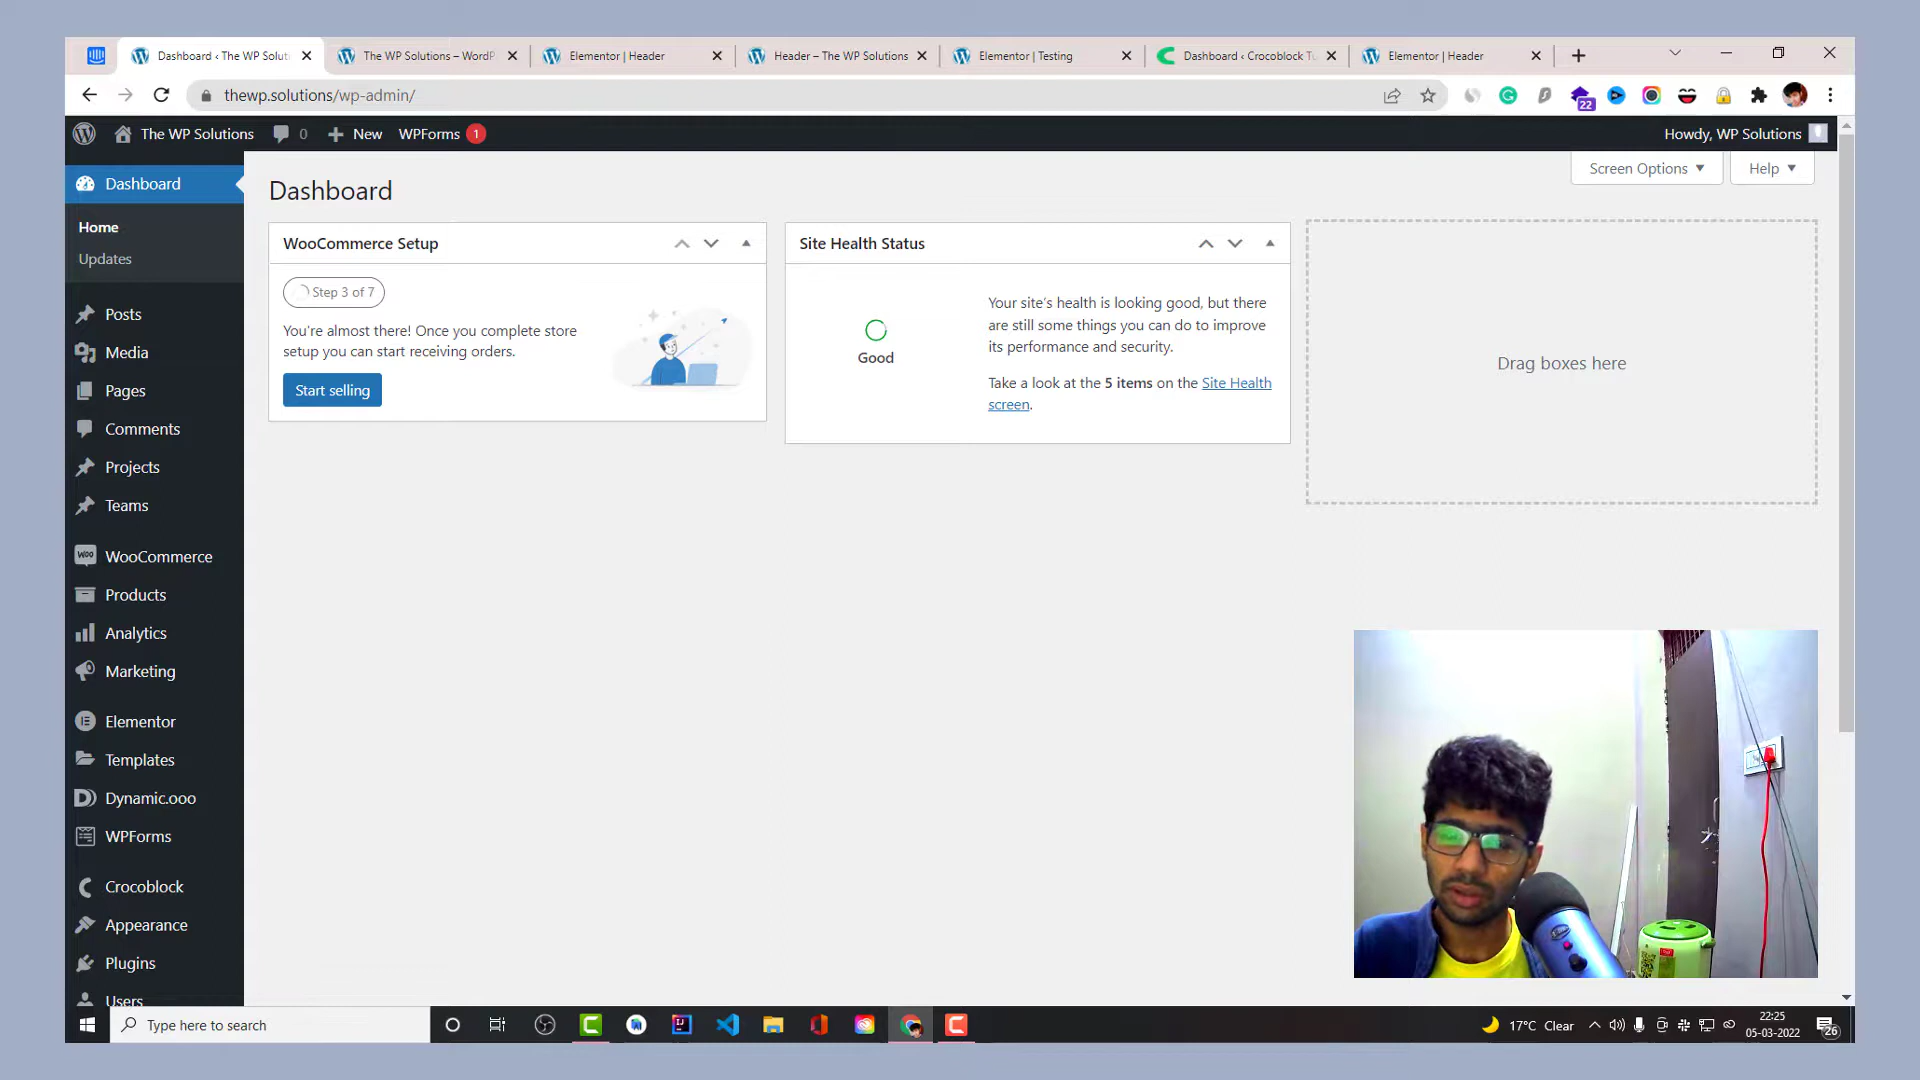 Dashboard ‹ The WP Soluti
The WP Solutions – WordP
Elementor | Header
Header – The WP Solutions
Elementor | Testing
Dashboard ‹ Crocoblock Tu
Elementor | Header
thewp.solutions/wp-admin/
22
The WP Solutions
0
New
WPForms
1
Howdy, WP Solutions
Screen Options
Help
Dashboard
Home
Updates
Posts
Media
Pages
Comments
Projects
Teams
WooCommerce
Products
Analytics
Marketing
Elementor
Templates
Dynamic.ooo
WPForms
Crocoblock
Appearance
Plugins
Users
Dashboard
WooCommerce Setup
Step 3 of 7
You're almost there! Once you complete store
setup you can start receiving orders.
Start selling
Site Health Status
Good
Your site's health is looking good, but there
are still some things you can do to improve
its performance and security.
Take a look at the 5 items on the Site Health
screen.
Drag boxes here
Type here to search
17°C Clear
22:25
05-03-2022
26